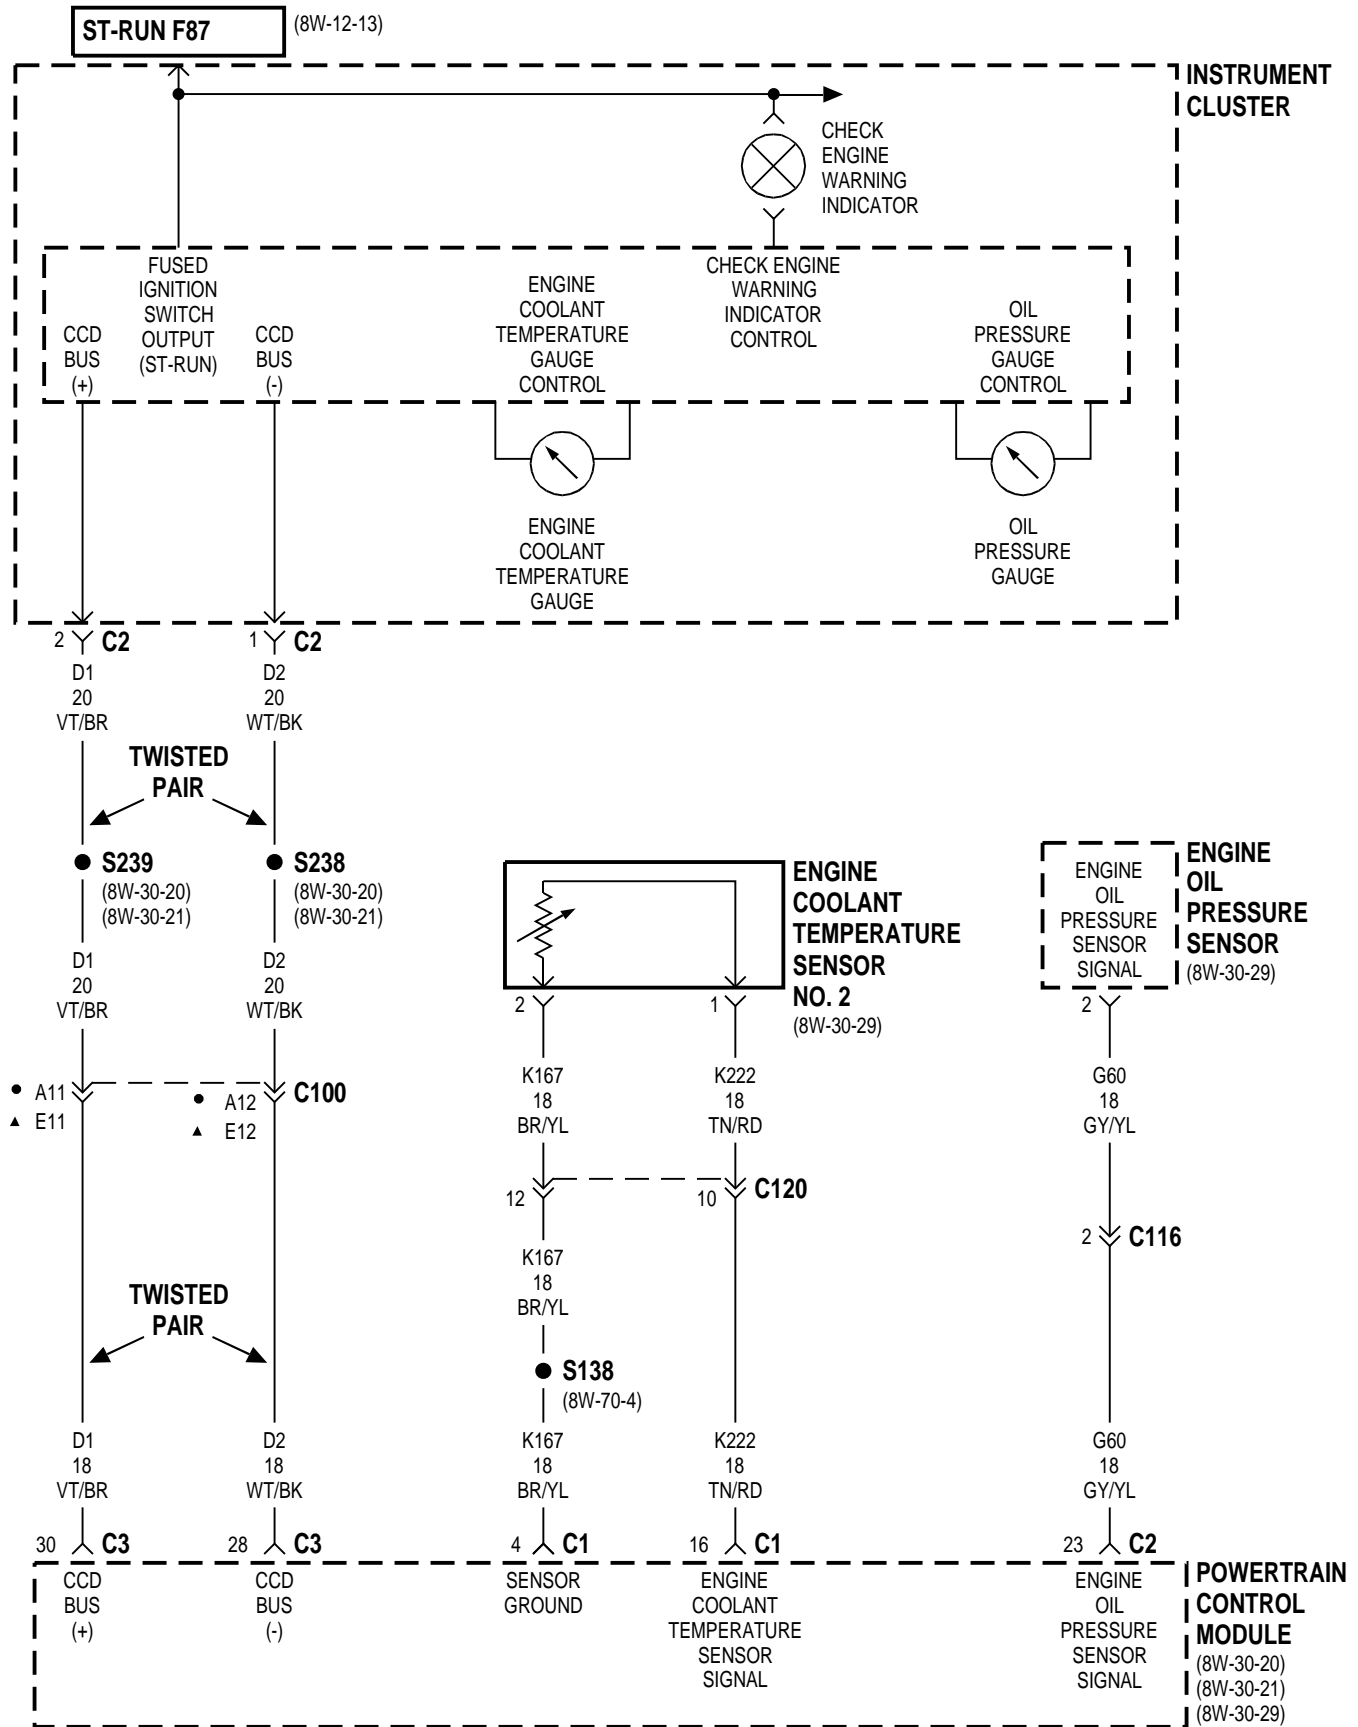 ST-RUN F87
(8W-12-13)
INSTRUMENT
CLUSTER
CHECK
ENGINE
WARNING
INDICATOR
CCD
BUS
(+)
FUSED
IGNITION
SWITCH
OUTPUT
(ST-RUN)
CCD
BUS
(-)
ENGINE
COOLANT
TEMPERATURE
GAUGE
CONTROL
CHECK ENGINE
WARNING
INDICATOR
CONTROL
OIL
PRESSURE
GAUGE
CONTROL
ENGINE
COOLANT
TEMPERATURE
GAUGE
OIL
PRESSURE
GAUGE
2 C2
1 C2
D1
20
VT/BR
D2
20
WT/BK
TWISTED
PAIR
S239
(8W-30-20)
(8W-30-21)
S238
(8W-30-20)
(8W-30-21)
D1
20
VT/BR
D2
20
WT/BK
ENGINE
COOLANT
TEMPERATURE
SENSOR
NO. 2
(8W-30-29)
ENGINE
OIL
PRESSURE
SENSOR
SIGNAL
ENGINE
OIL
PRESSURE
SENSOR
(8W-30-29)
2
1
2
K167
18
BR/YL
K222
18
TN/RD
G60
18
GY/YL
● A11
▲ E11
● A12
▲ E12
C100
12
10
C120
2 C116
K167
18
BR/YL
TWISTED
PAIR
S138
(8W-70-4)
D1
18
VT/BR
D2
18
WT/BK
K167
18
BR/YL
K222
18
TN/RD
G60
18
GY/YL
30 C3
28 C3
4 C1
16 C1
23 C2
CCD
BUS
(+)
CCD
BUS
(-)
SENSOR
GROUND
ENGINE
COOLANT
TEMPERATURE
SENSOR
SIGNAL
ENGINE
OIL
PRESSURE
SENSOR
SIGNAL
POWERTRAIN
CONTROL
MODULE
(8W-30-20)
(8W-30-21)
(8W-30-29)